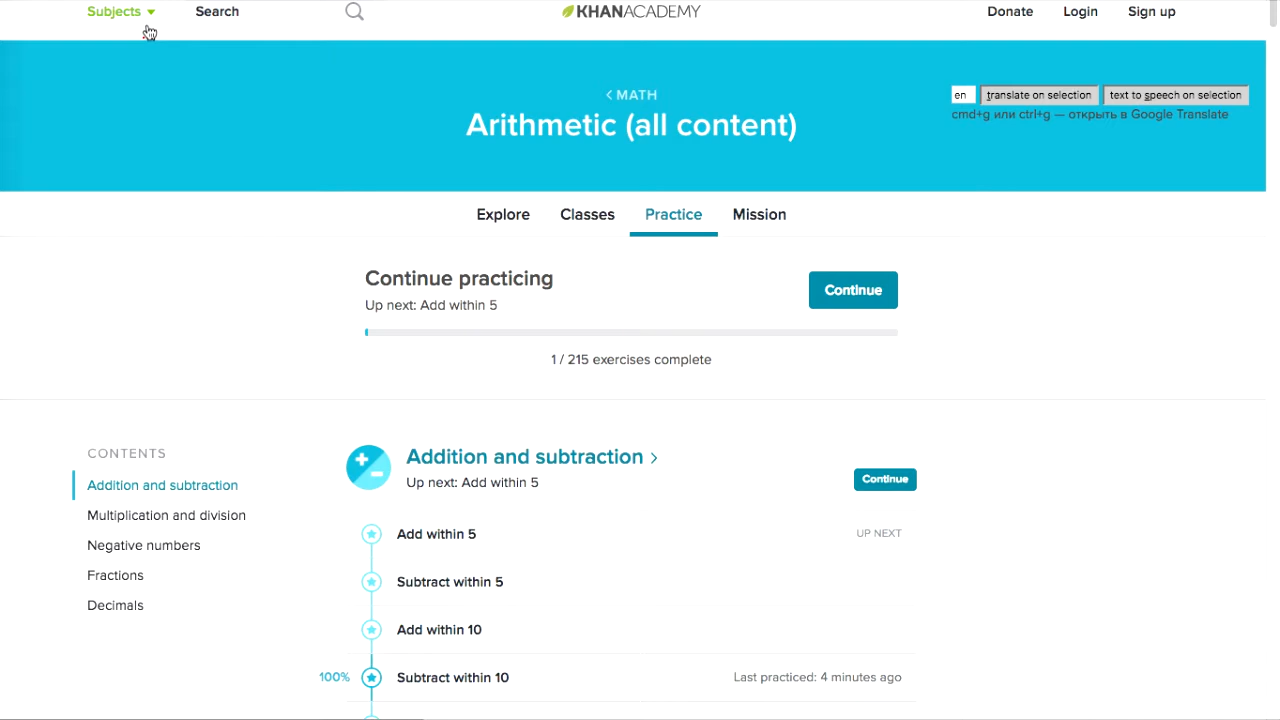 Subjects
Search
KHANACADEMY
Donate
Login
Sign up
MATH
Arithmetic (all content)
en
translate on selection
text to speech on selection
cmd+g или ctrl+g — открыть в Google Translate
Explore
Classes
Practice
Mission
Continue practicing
Up next: Add within 5
Continue
1 / 215 exercises complete
CONTENTS
Addition and subtraction
Multiplication and division
Negative numbers
Fractions
Decimals
Addition and subtraction
Up next: Add within 5
Continue
Add within 5
UP NEXT
Subtract within 5
Add within 10
100%
Subtract within 10
Last practiced: 4 minutes ago